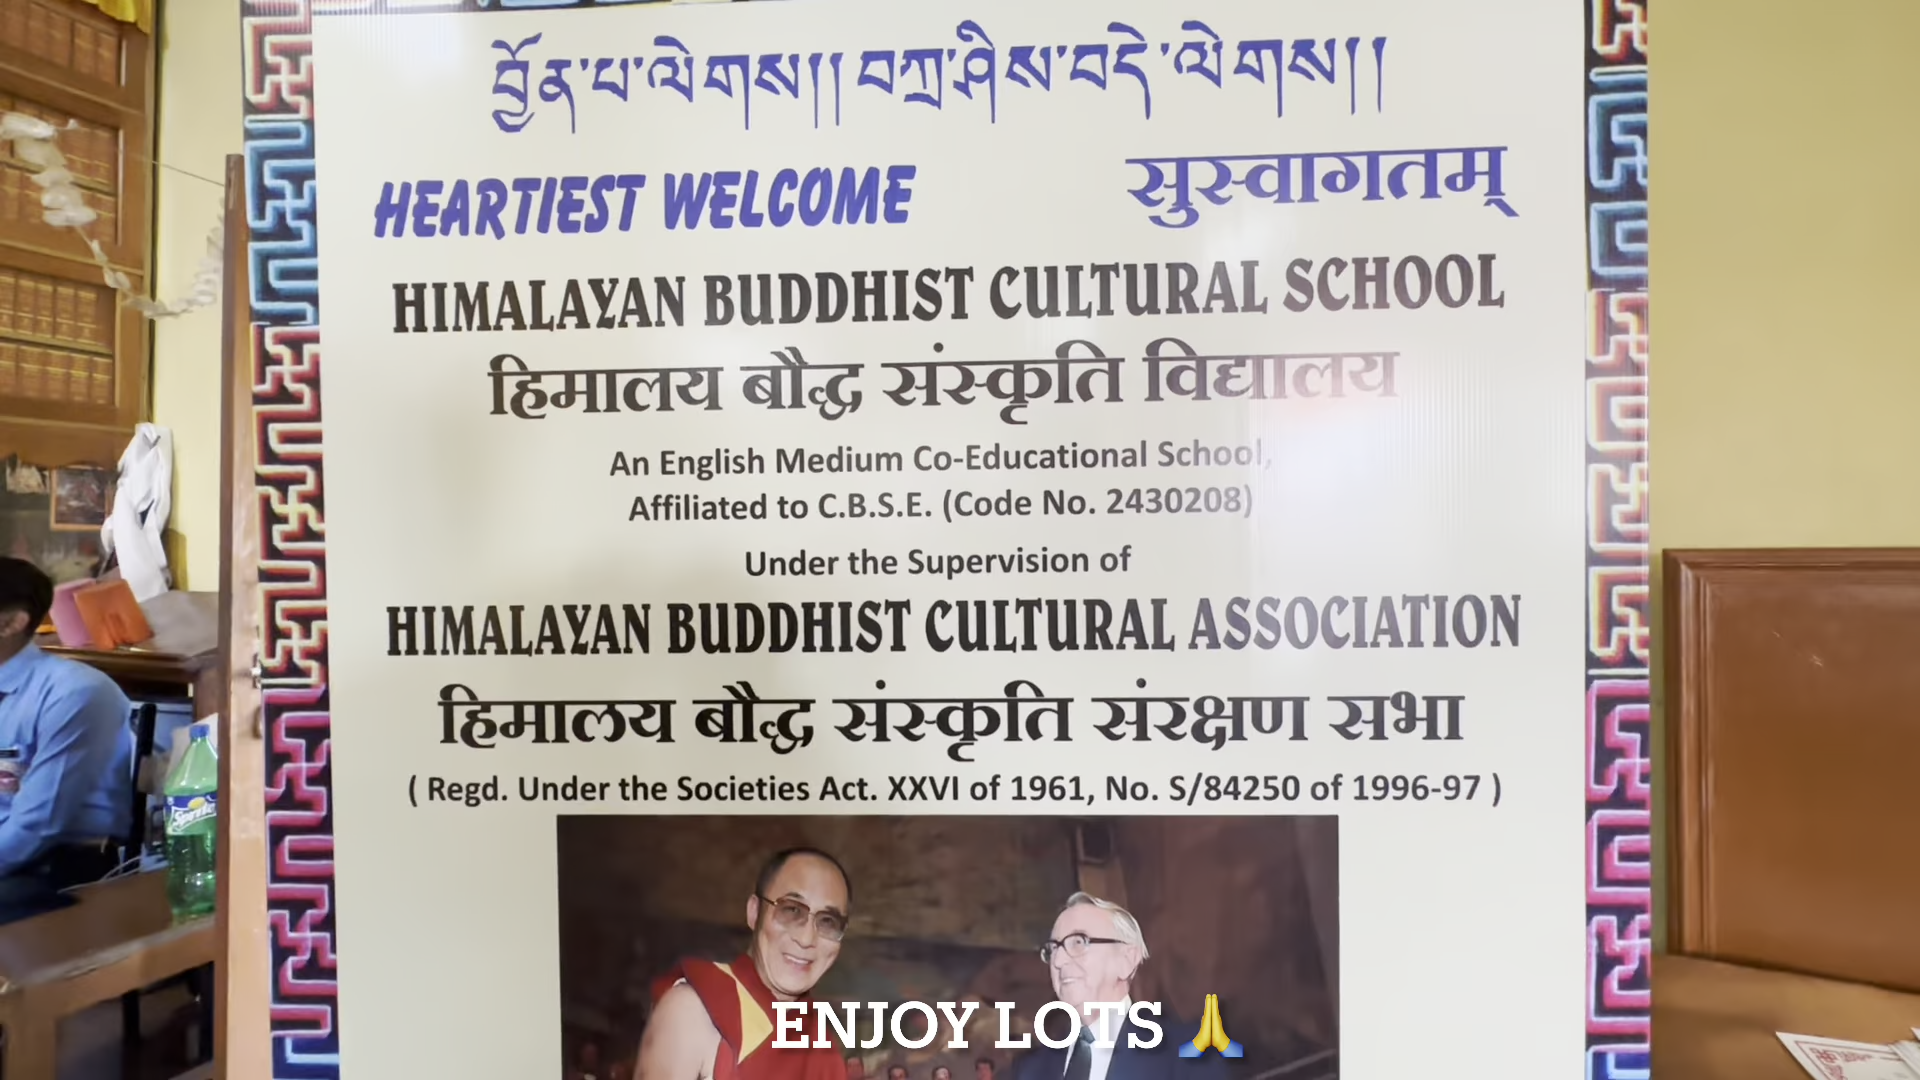 བྱོན་པ་ལེགས།། བཀྲ་ཤིས་བདེ་ལེགས།།
HEARTIEST WELCOME सुस्वागतम्
HIMALAYAN BUDDHIST CULTURAL SCHOOL
हिमालय बौद्ध संस्कृति विद्यालय
An English Medium Co-Educational School,
Affiliated to C.B.S.E. (Code No. 2430208)
Under the Supervision of
HIMALAYAN BUDDHIST CULTURAL ASSOCIATION
हिमालय बौद्ध संस्कृति संरक्षण सभा
( Regd. Under the Societies Act. XXVI of 1961, No. S/84250 of 1996-97 )
Sprite
ENJOY LOTS 🙏